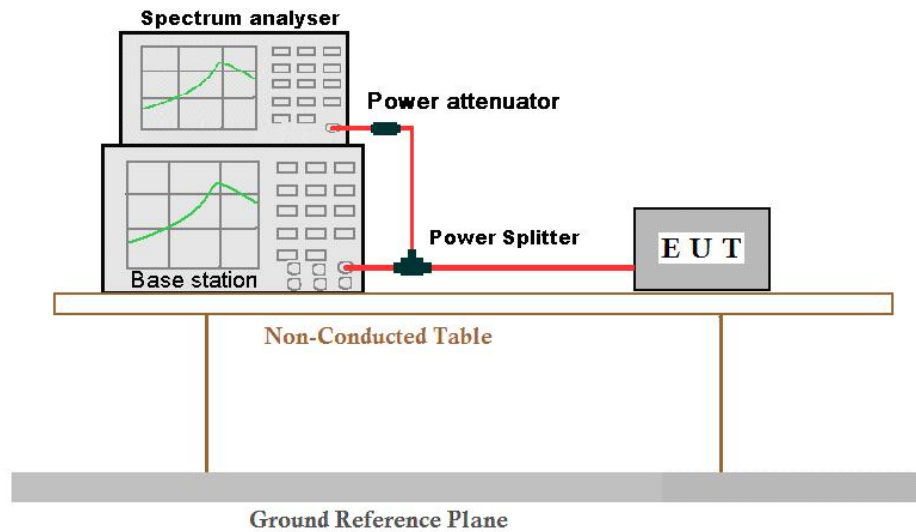 Spectrum analyser
Power attenuator
Power Splitter
E U T
Base station
Non-Conducted Table
Ground Reference Plane